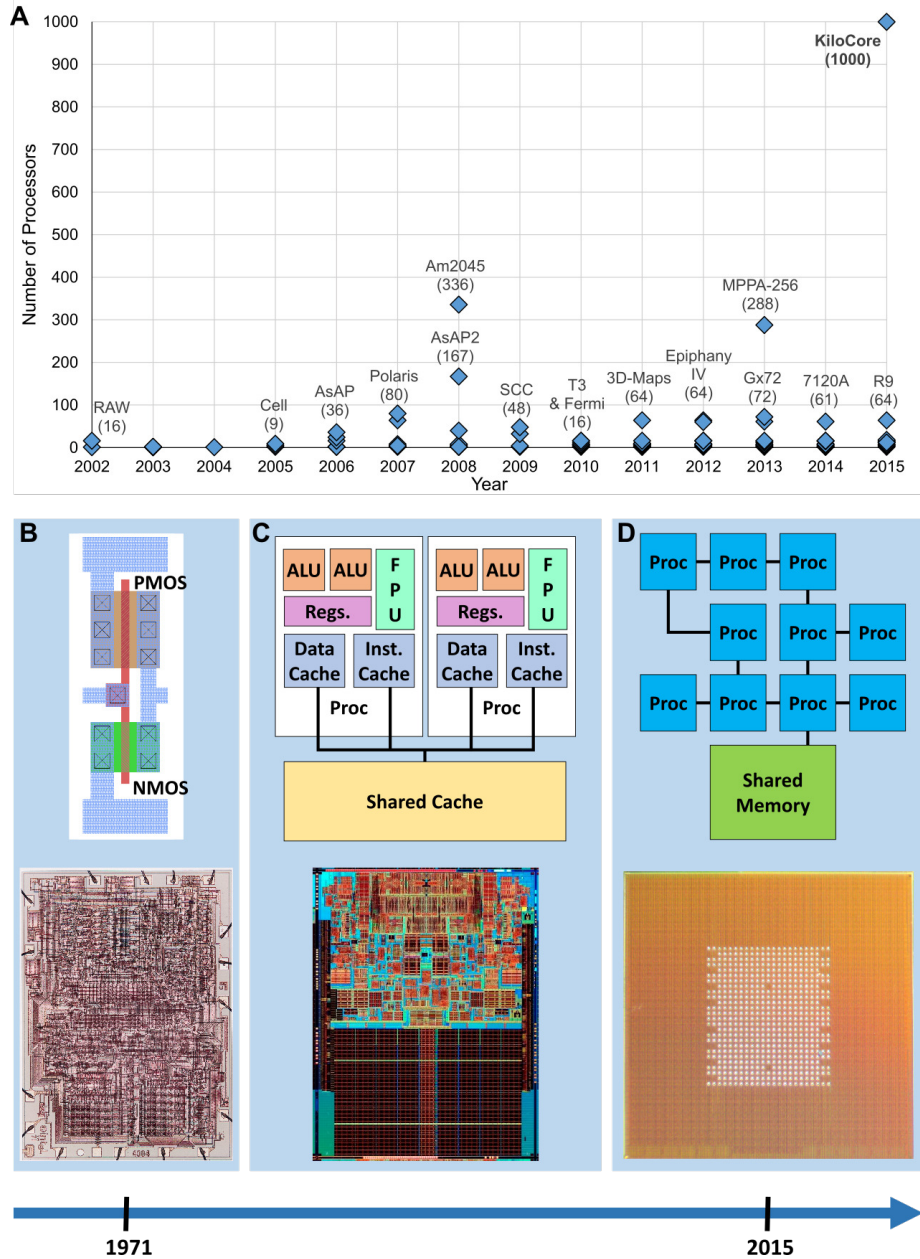 A
1000
900
800
700
600
500
400
300
200
100
0
Number of Processors
RAW
(16)
Cell
(9)
AsAP
(36)
Polaris
(80)
Am2045
(336)
AsAP2
(167)
SCC
(48)
T3
& Fermi
(16)
3D-Maps
(64)
Epiphany
IV
(64)
MPPA-256
(288)
Gx72
(72)
7120A
(61)
KiloCore
(1000)
R9
(64)
2002 2003 2004 2005 2006 2007 2008 2009 2010 2011 2012 2013 2014 2015
Year
B
PMOS
NMOS
C
ALU ALU F P U
Regs.
Data Cache
Inst. Cache
Proc
ALU ALU F P U
Regs.
Data Cache
Inst. Cache
Proc
Shared Cache
D
Proc Proc Proc
Proc Proc Proc
Proc Proc Proc Proc
Shared
Memory
4004
1971 2015